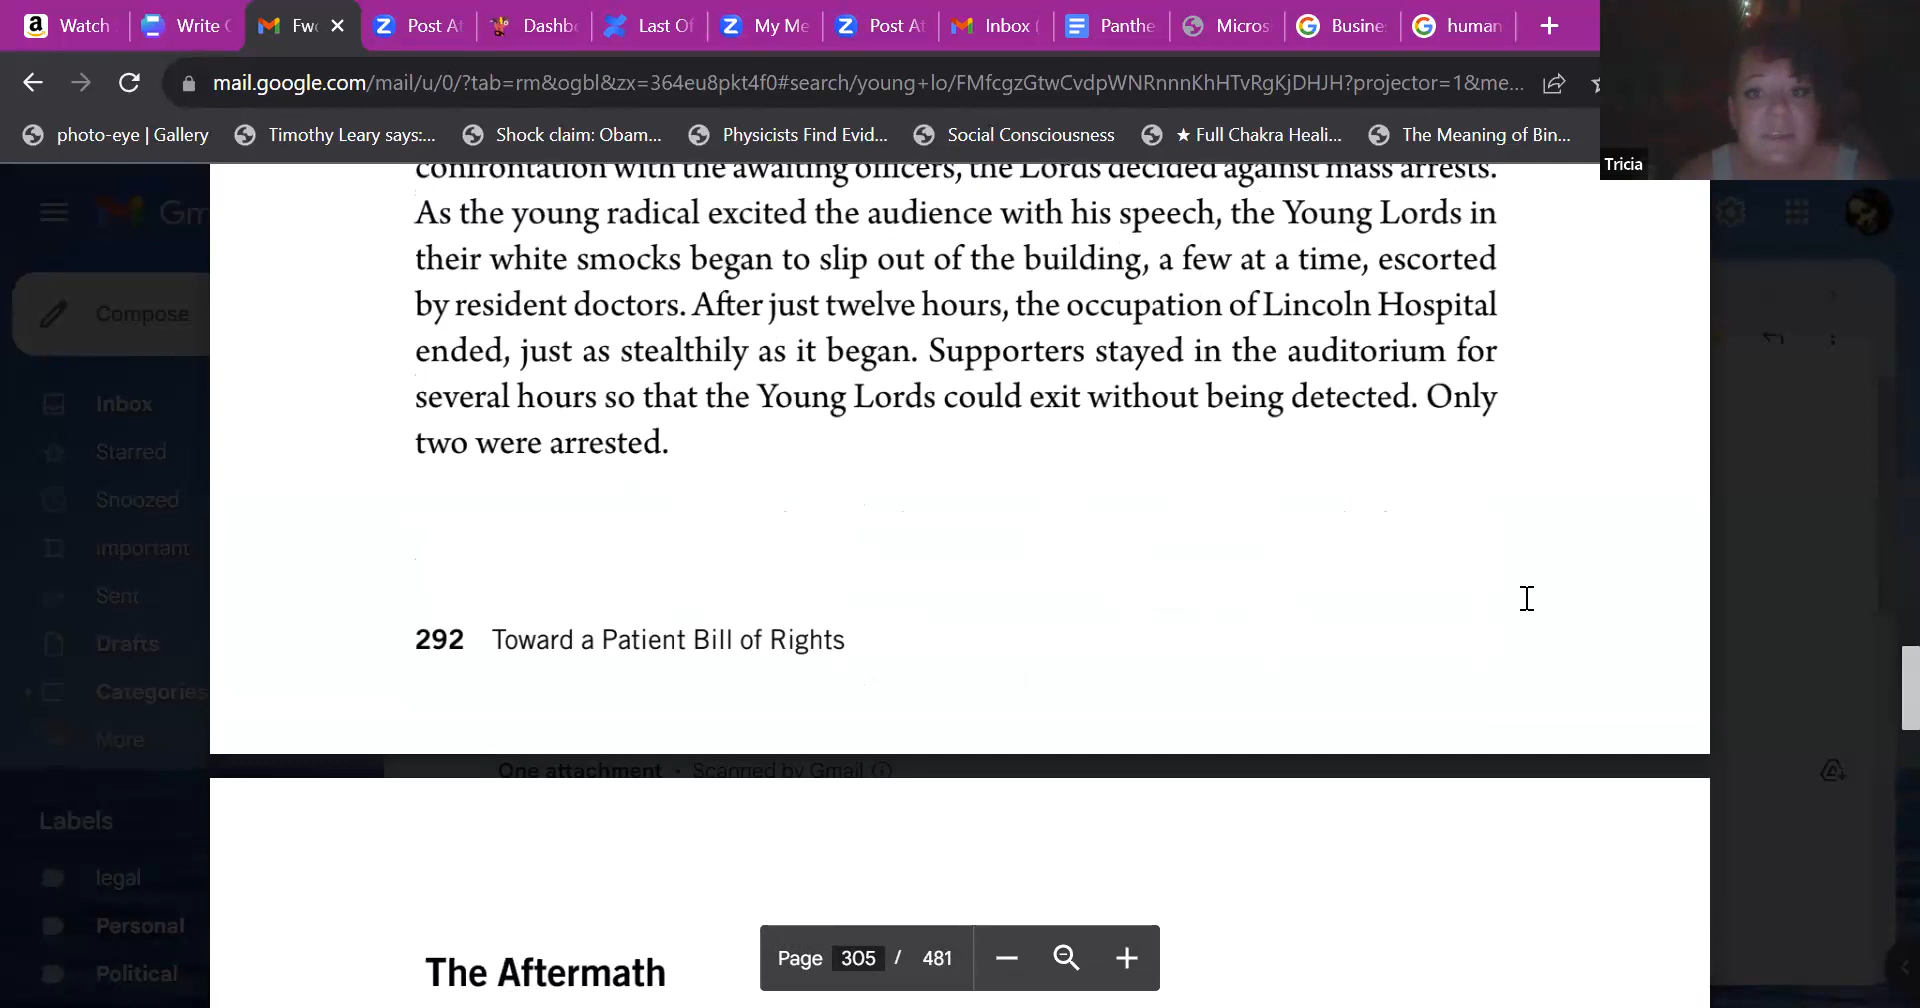 Watch Write Fw Post A Dashb Last Of My Me Post A Inbox Panthe Micros Busine human
mail.google.com/mail/u/0/?tab=rm&ogbl&zx=364eu8pkt4f0#search/young+lo/FMfcgzGtwCvdpWNRnnnKhHTvRgKjDHJH?projector=1&me...
photo-eye | Gallery Timothy Leary says:... Shock claim: Obam... Physicists Find Evid... Social Consciousness ★ Full Chakra Heali... The Meaning of Bin...
Tricia
Gm
Compose
Inbox
Starred
Snoozed
Important
Sent
Drafts
Categories
More
Labels
legal
Personal
Political
confrontation with the awaiting officers, the Lords decided against mass arrests.
As the young radical excited the audience with his speech, the Young Lords in
their white smocks began to slip out of the building, a few at a time, escorted
by resident doctors. After just twelve hours, the occupation of Lincoln Hospital
ended, just as stealthily as it began. Supporters stayed in the auditorium for
several hours so that the Young Lords could exit without being detected. Only
two were arrested.
292 Toward a Patient Bill of Rights
One attachment • Scanned by Gmail
The Aftermath
Page 305 / 481